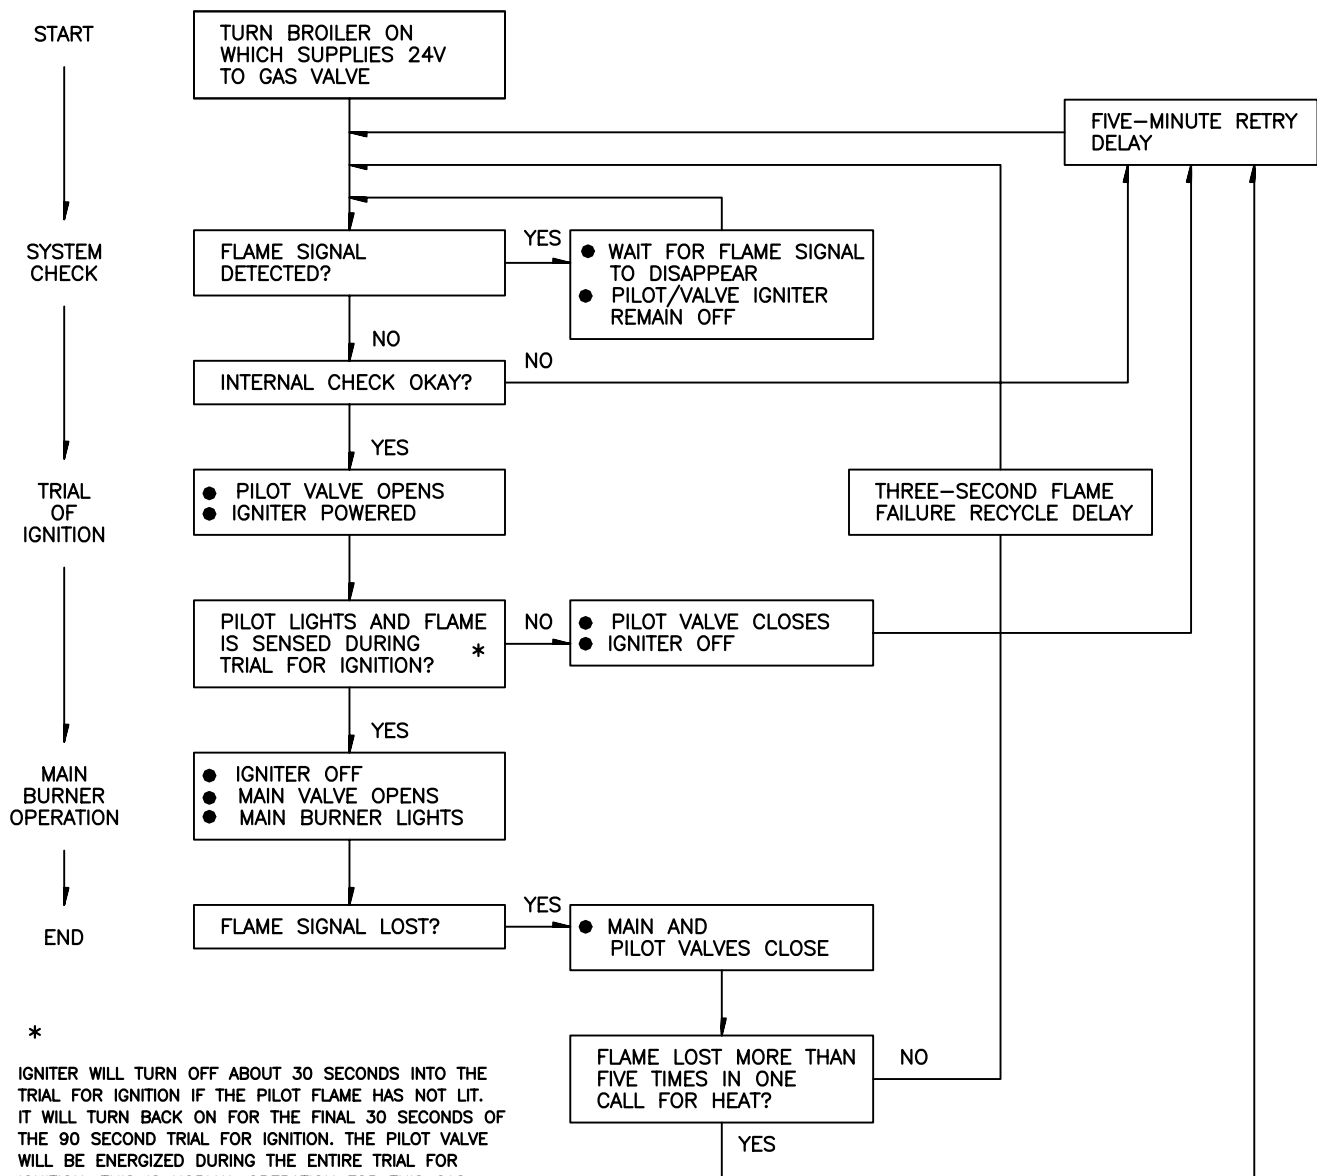 START
TURN BROILER ON
WHICH SUPPLIES 24V
TO GAS VALVE
FIVE–MINUTE RETRY
DELAY
SYSTEM
CHECK
FLAME SIGNAL
DETECTED?
YES
● WAIT FOR FLAME SIGNAL
TO DISAPPEAR
● PILOT/VALVE IGNITER
REMAIN OFF
NO
INTERNAL CHECK OKAY?
NO
YES
TRIAL
OF
IGNITION
● PILOT VALVE OPENS
● IGNITER POWERED
THREE–SECOND FLAME
FAILURE RECYCLE DELAY
PILOT LIGHTS AND FLAME
IS SENSED DURING
TRIAL FOR IGNITION? *
NO
● PILOT VALVE CLOSES
● IGNITER OFF
YES
MAIN
BURNER
OPERATION
● IGNITER OFF
● MAIN VALVE OPENS
● MAIN BURNER LIGHTS
END
FLAME SIGNAL LOST?
YES
● MAIN AND
PILOT VALVES CLOSE
FLAME LOST MORE THAN
FIVE TIMES IN ONE
CALL FOR HEAT?
NO
YES
*
IGNITER WILL TURN OFF ABOUT 30 SECONDS INTO THE
TRIAL FOR IGNITION IF THE PILOT FLAME HAS NOT LIT.
IT WILL TURN BACK ON FOR THE FINAL 30 SECONDS OF
THE 90 SECOND TRIAL FOR IGNITION. THE PILOT VALVE
WILL BE ENERGIZED DURING THE ENTIRE TRIAL FOR